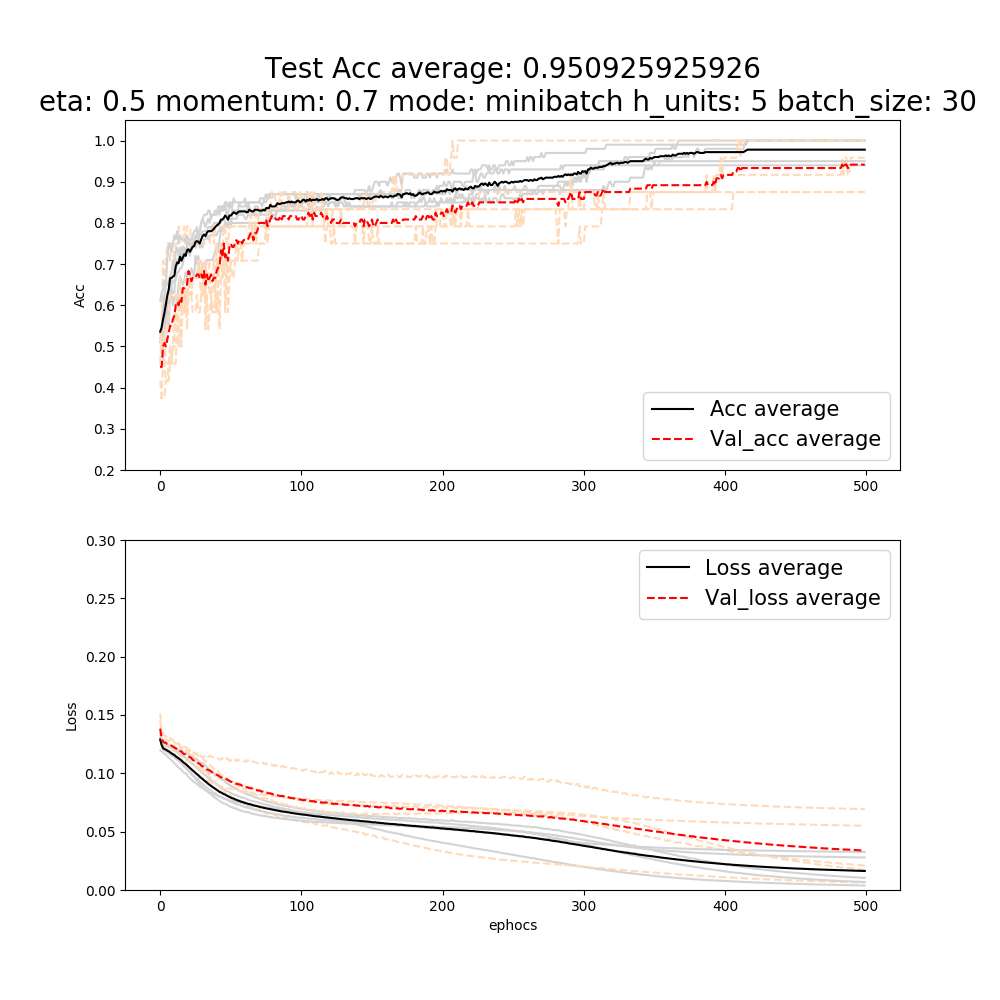 Test Acc average: 0.950925925926
eta: 0.5 momentum: 0.7 mode: minibatch h_units: 5 batch_size: 30
1.0
0.9
0.8
0.7
0.6
0.5
0.4
0.3
0.2
Acc
Acc average
Val_acc average
0 100 200 300 400 500
0.30
0.25
0.20
0.15
0.10
0.05
0.00
Loss
Loss average
Val_loss average
0 100 200 300 400 500
ephocs